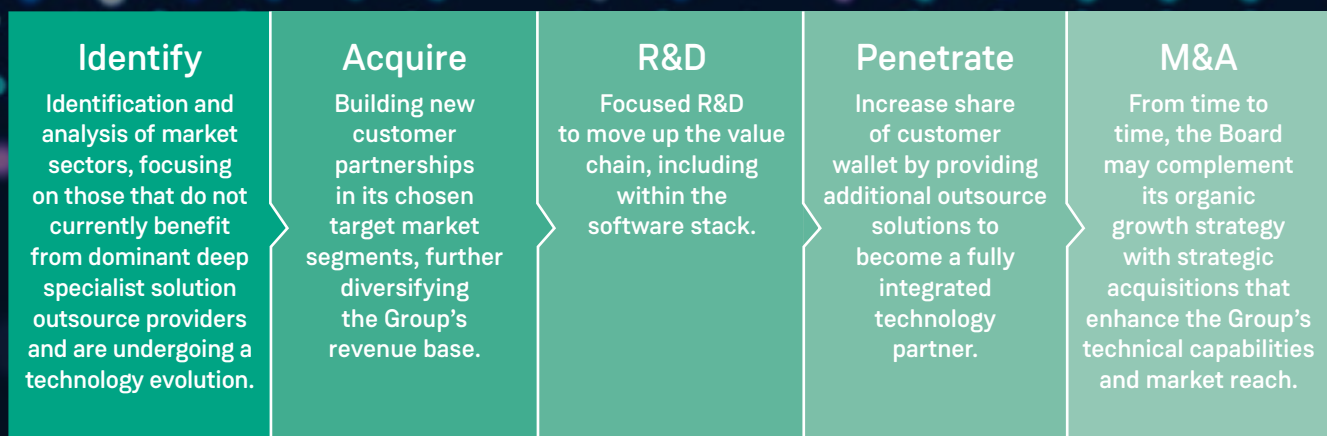 Identify
Identification and
analysis of market
sectors, focusing
on those that do not
currently benefit
from dominant deep
specialist solution
outsource providers
and are undergoing a
technology evolution.
Acquire
Building new
customer
partnerships
in its chosen
target market
segments, further
diversifying
the Group’s
revenue base.
R&D
Focused R&D
to move up the value
chain, including
within the
software stack.
Penetrate
Increase share
of customer
wallet by providing
additional outsource
solutions to
become a fully
integrated
technology
partner.
M&A
From time to
time, the Board
may complement
its organic
growth strategy
with strategic
acquisitions that
enhance the Group’s
technical capabilities
and market reach.